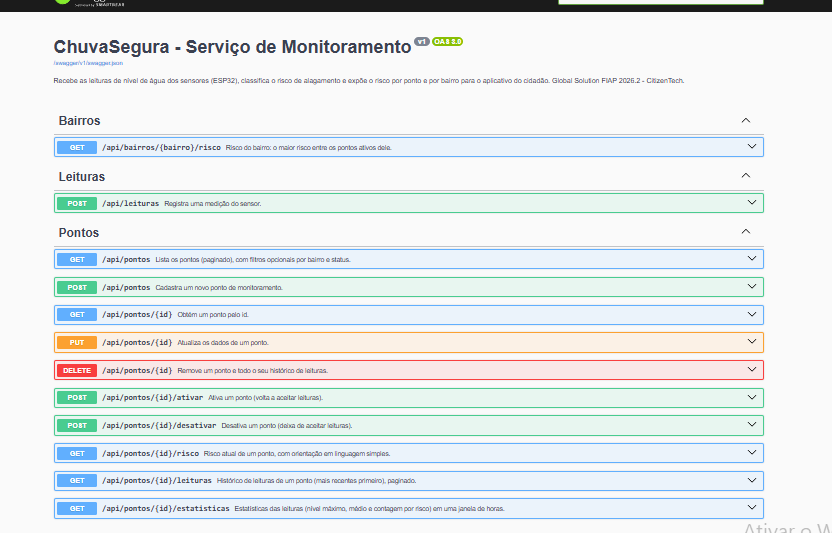 SMARTBEAR
ChuvaSegura - Serviço de Monitoramento v1 OAS 3.0
/swagger/v1/swagger.json
Recebe as leituras de nível de água dos sensores (ESP32), classifica o risco de alagamento e expõe o risco por ponto e por bairro para o aplicativo do cidadão. Global Solution FIAP 2026.2 - CitizenTech.
Bairros
GET /api/bairros/{bairro}/risco Risco do bairro: o maior risco entre os pontos ativos dele.
Leituras
POST /api/leituras Registra uma medição do sensor.
Pontos
GET /api/pontos Lista os pontos (paginado), com filtros opcionais por bairro e status.
POST /api/pontos Cadastra um novo ponto de monitoramento.
GET /api/pontos/{id} Obtém um ponto pelo id.
PUT /api/pontos/{id} Atualiza os dados de um ponto.
DELETE /api/pontos/{id} Remove um ponto e todo o seu histórico de leituras.
POST /api/pontos/{id}/ativar Ativa um ponto (volta a aceitar leituras).
POST /api/pontos/{id}/desativar Desativa um ponto (deixa de aceitar leituras).
GET /api/pontos/{id}/risco Risco atual de um ponto, com orientação em linguagem simples.
GET /api/pontos/{id}/leituras Histórico de leituras de um ponto (mais recentes primeiro), paginado.
GET /api/pontos/{id}/estatisticas Estatísticas das leituras (nível máximo, médio e contagem por risco) em uma janela de horas.
Ativar o W